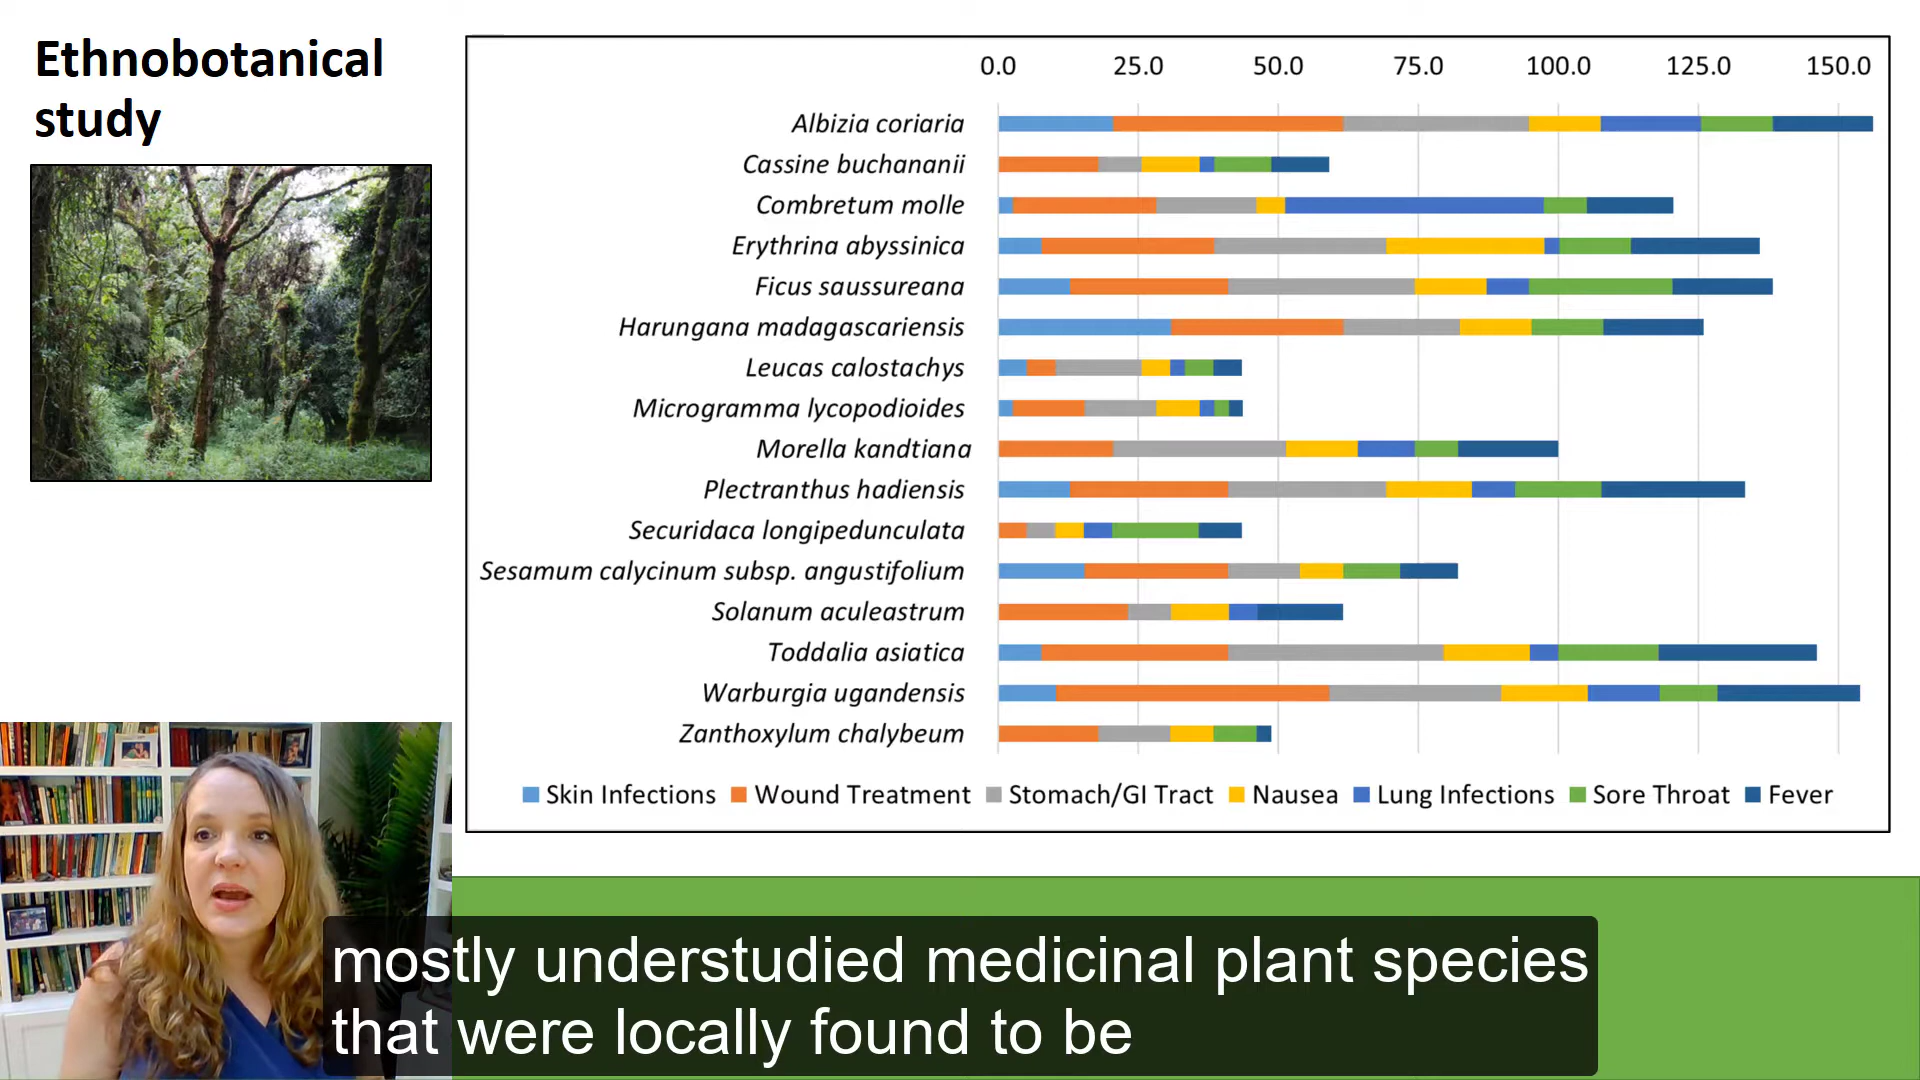 Ethnobotanical
study
0.0 25.0 50.0 75.0 100.0 125.0 150.0
Albizia coriaria
Cassine buchananii
Combretum molle
Erythrina abyssinica
Ficus saussureana
Harungana madagascariensis
Leucas calostachys
Microgramma lycopodioides
Morella kandtiana
Plectranthus hadiensis
Securidaca longipedunculata
Sesamum calycinum subsp. angustifolium
Solanum aculeastrum
Toddalia asiatica
Warburgia ugandensis
Zanthoxylum chalybeum
Skin Infections Wound Treatment Stomach/GI Tract Nausea Lung Infections Sore Throat Fever
mostly understudied medicinal plant species
that were locally found to be